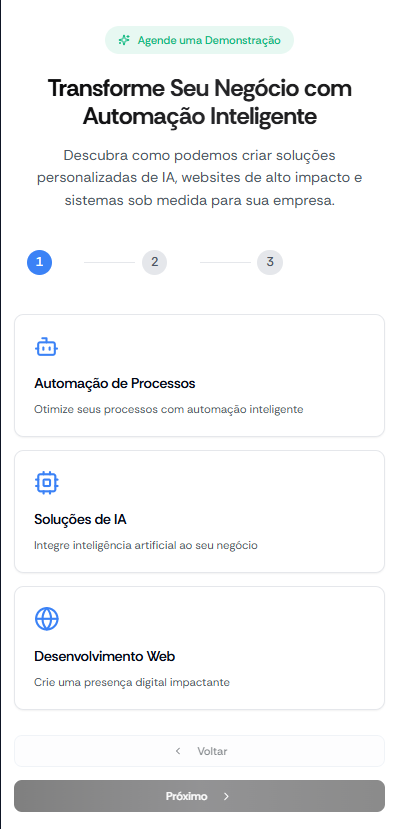 Agende uma Demonstração
Transforme Seu Negócio com
Automação Inteligente
Descubra como podemos criar soluções
personalizadas de IA, websites de alto impacto e
sistemas sob medida para sua empresa.
1 2 3
Automação de Processos
Otimize seus processos com automação inteligente
Soluções de IA
Integre inteligência artificial ao seu negócio
Desenvolvimento Web
Crie uma presença digital impactante
Voltar
Próximo